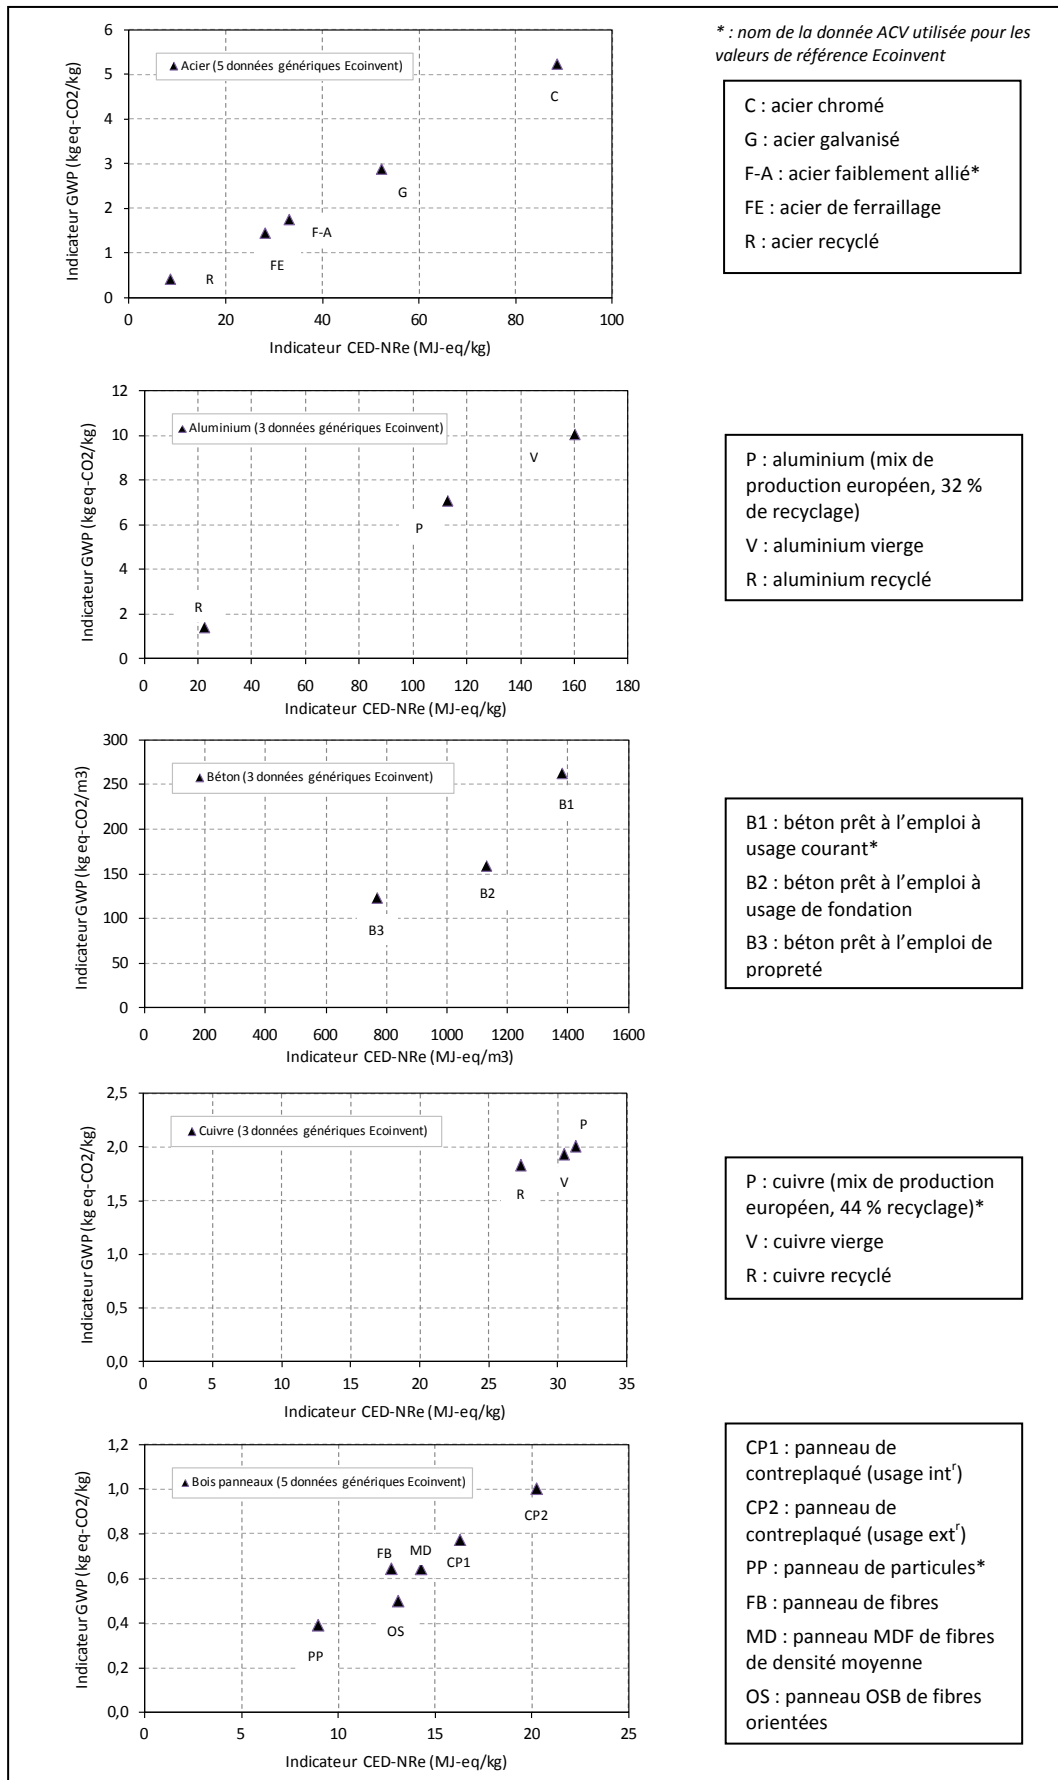 * : nom de la donnée ACV utilisée pour les
valeurs de référence Ecoinvent
Indicateur GWP (kg eq-CO2/kg)
6
5
4
3
2
1
0
Acier (5 données génériques Ecoinvent)
C
G
F-A
FE
R
0 20 40 60 80 100
Indicateur CED-NRe (MJ-eq/kg)
C : acier chromé
G : acier galvanisé
F-A : acier faiblement allié*
FE : acier de ferraillage
R : acier recyclé
Indicateur GWP (kg eq-CO2/kg)
12
10
8
6
4
2
0
Aluminium (3 données génériques Ecoinvent)
V
P
R
0 20 40 60 80 100 120 140 160 180
Indicateur CED-NRe (MJ-eq/kg)
P : aluminium (mix de
production européen, 32 %
de recyclage)
V : aluminium vierge
R : aluminium recyclé
Indicateur GWP (kg eq-CO2/m3)
300
250
200
150
100
50
0
Béton (3 données génériques Ecoinvent)
B1
B2
B3
0 200 400 600 800 1000 1200 1400 1600
Indicateur CED-NRe (MJ-eq/m3)
B1 : béton prêt à l’emploi à
usage courant*
B2 : béton prêt à l’emploi à
usage de fondation
B3 : béton prêt à l’emploi de
propreté
Indicateur GWP (kg eq-CO2/kg)
2,5
2,0
1,5
1,0
0,5
0,0
Cuivre (3 données génériques Ecoinvent)
P
V
R
0 5 10 15 20 25 30 35
Indicateur CED-NRe (MJ-eq/kg)
P : cuivre (mix de production
européen, 44 % recyclage)*
V : cuivre vierge
R : cuivre recyclé
Indicateur GWP (kg eq-CO2/kg)
1,2
1,0
0,8
0,6
0,4
0,2
0,0
Bois panneaux (5 données génériques Ecoinvent)
CP2
FB
MD
CP1
OS
PP
0 5 10 15 20 25
Indicateur CED-NRe (MJ-eq/kg)
CP1 : panneau de
contreplaqué (usage intʳ)
CP2 : panneau de
contreplaqué (usage extʳ)
PP : panneau de particules*
FB : panneau de fibres
MD : panneau MDF de fibres
de densité moyenne
OS : panneau OSB de fibres
orientées